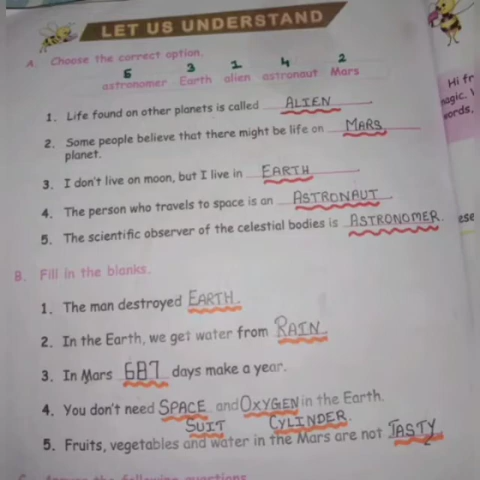 LET US UNDERSTAND
A. Choose the correct option.
5 3 1 4 2
astronomer Earth alien astronaut Mars
1. Life found on other planets is called ALIEN.
2. Some people believe that there might be life on MARS
planet.
3. I don't live on moon, but I live in EARTH
4. The person who travels to space is an ASTRONAUT.
5. The scientific observer of the celestial bodies is ASTRONOMER.
B. Fill in the blanks.
1. The man destroyed EARTH.
2. In the Earth, we get water from RAIN
3. In Mars 687 days make a year.
4. You don't need SPACE and OXYGEN in the Earth.
SUIT CYLINDER.
5. Fruits, vegetables and water in the Mars are not TASTY
Hi fr
magic.
words,